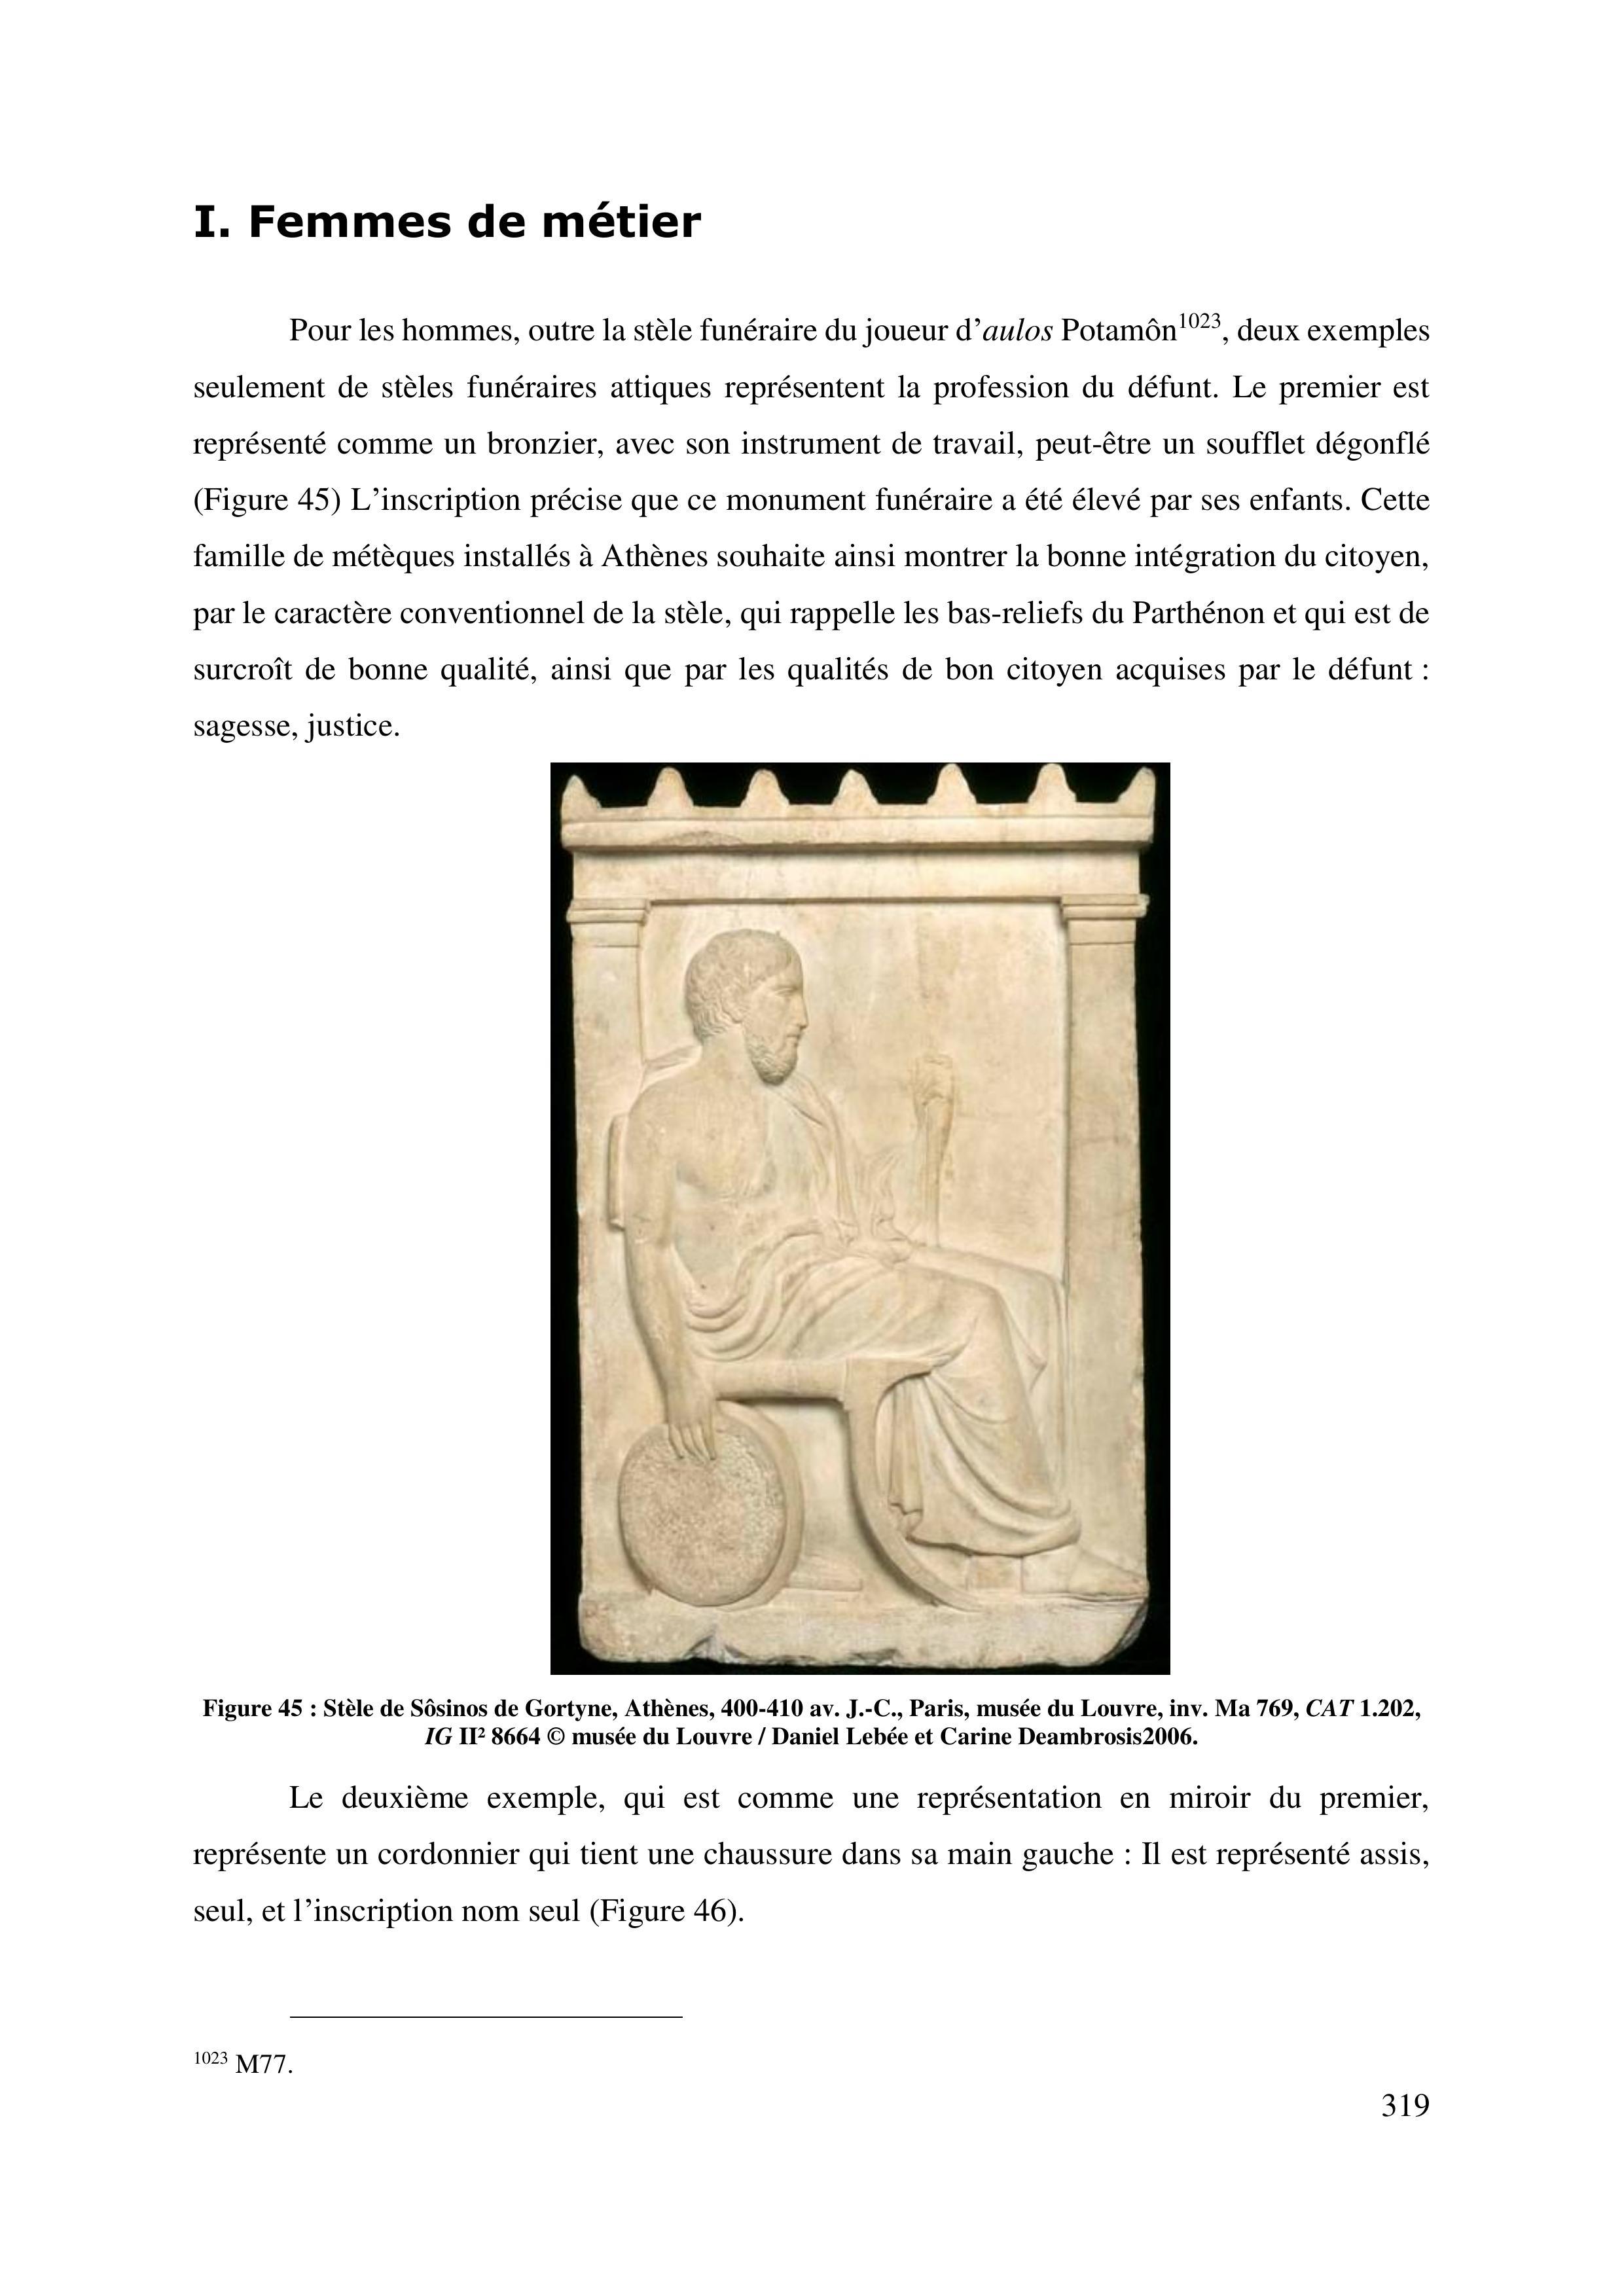 I. Femmes de métier
Pour les hommes, outre la stèle funéraire du joueur d’aulos Potamôn1023, deux exemples
seulement de stèles funéraires attiques représentent la profession du défunt. Le premier est
représenté comme un bronzier, avec son instrument de travail, peut-être un soufflet dégonflé
(Figure 45) L’inscription précise que ce monument funéraire a été élevé par ses enfants. Cette
famille de métèques installés à Athènes souhaite ainsi montrer la bonne intégration du citoyen,
par le caractère conventionnel de la stèle, qui rappelle les bas-reliefs du Parthénon et qui est de
surcroît de bonne qualité, ainsi que par les qualités de bon citoyen acquises par le défunt :
sagesse, justice.
Figure 45 : Stèle de Sôsinos de Gortyne, Athènes, 400-410 av. J.-C., Paris, musée du Louvre, inv. Ma 769, CAT 1.202,
IG II² 8664 © musée du Louvre / Daniel Lebée et Carine Deambrosis2006.
Le deuxième exemple, qui est comme une représentation en miroir du premier,
représente un cordonnier qui tient une chaussure dans sa main gauche : Il est représenté assis,
seul, et l’inscription nom seul (Figure 46).
1023 M77.
319